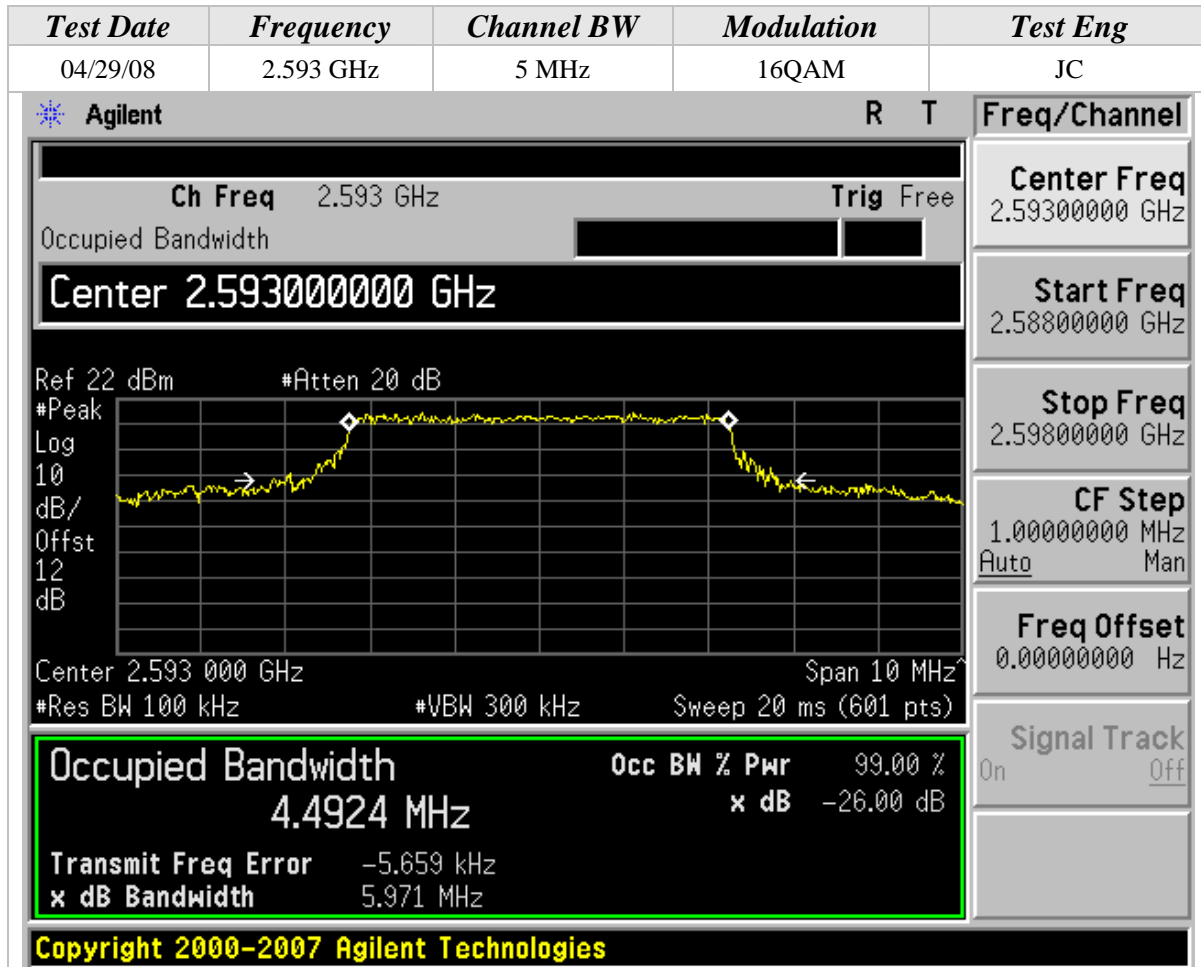 Test Date Frequency Channel BW Modulation Test Eng
04/29/08 2.593 GHz 5 MHz 16QAM JC
Agilent R T Freq/Channel
Ch Freq 2.593 GHz Trig Free
Occupied Bandwidth
Center 2.593000000 GHz
Center Freq
2.59300000 GHz
Start Freq
2.58800000 GHz
Stop Freq
2.59800000 GHz
CF Step
1.00000000 MHz
Auto Man
Freq Offset
0.00000000 Hz
Signal Track
On Off
Ref 22 dBm #Atten 20 dB
#Peak
Log
10
dB/
Offst
12
dB
Center 2.593 000 GHz Span 10 MHz^
#Res BW 100 kHz #VBW 300 kHz Sweep 20 ms (601 pts)
Occupied Bandwidth Occ BW % Pwr 99.00 %
4.4924 MHz x dB -26.00 dB
Transmit Freq Error -5.659 kHz
x dB Bandwidth 5.971 MHz
Copyright 2000-2007 Agilent Technologies